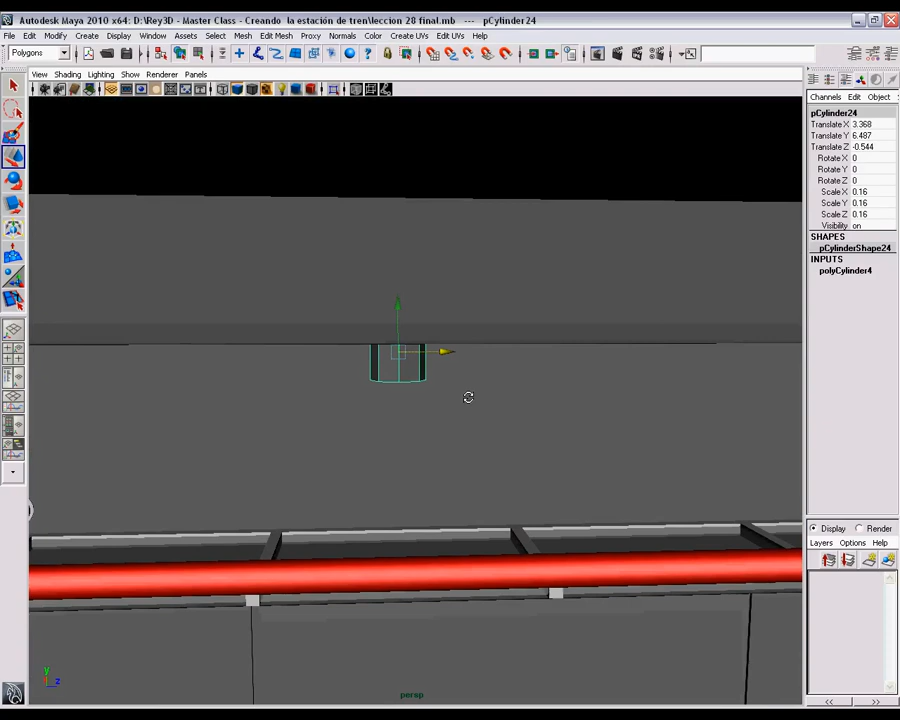 Autodesk Maya 2010 x64: D:\Rey3D - Master Class - Creando la estación de tren\leccion 28 final.mb --- pCylinder24
File Edit Modify Create Display Window Assets Select Mesh Edit Mesh Proxy Normals Color Create UVs Edit UVs Help
Polygons
View Shading Lighting Show Renderer Panels
Channels Edit Object
pCylinder24
Translate X 3.368
Translate Y 6.487
Translate Z -0.544
Rotate X 0
Rotate Y 0
Rotate Z 0
Scale X 0.16
Scale Y 0.16
Scale Z 0.16
Visibility on
SHAPES
pCylinderShape24
INPUTS
polyCylinder4
Display Render
Layers Options Help
y
z
persp
<< >>